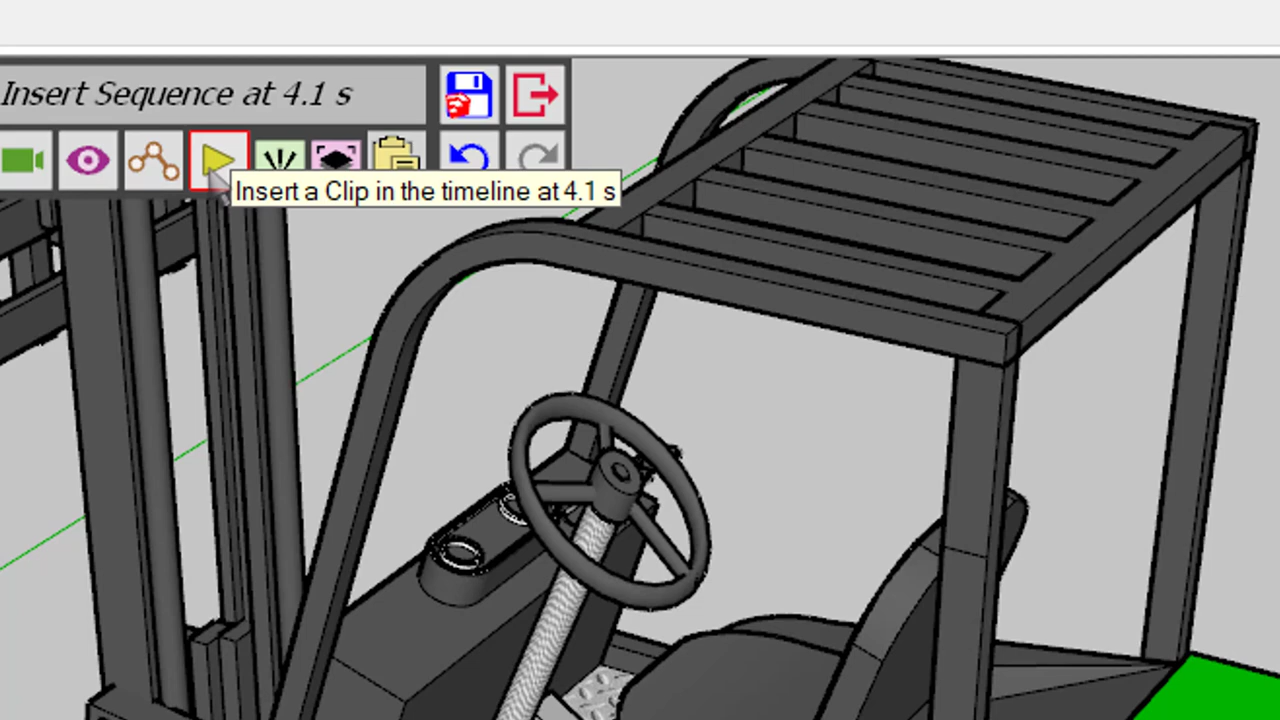 Insert Sequence at 4.1 s
Insert a Clip in the timeline at 4.1 s